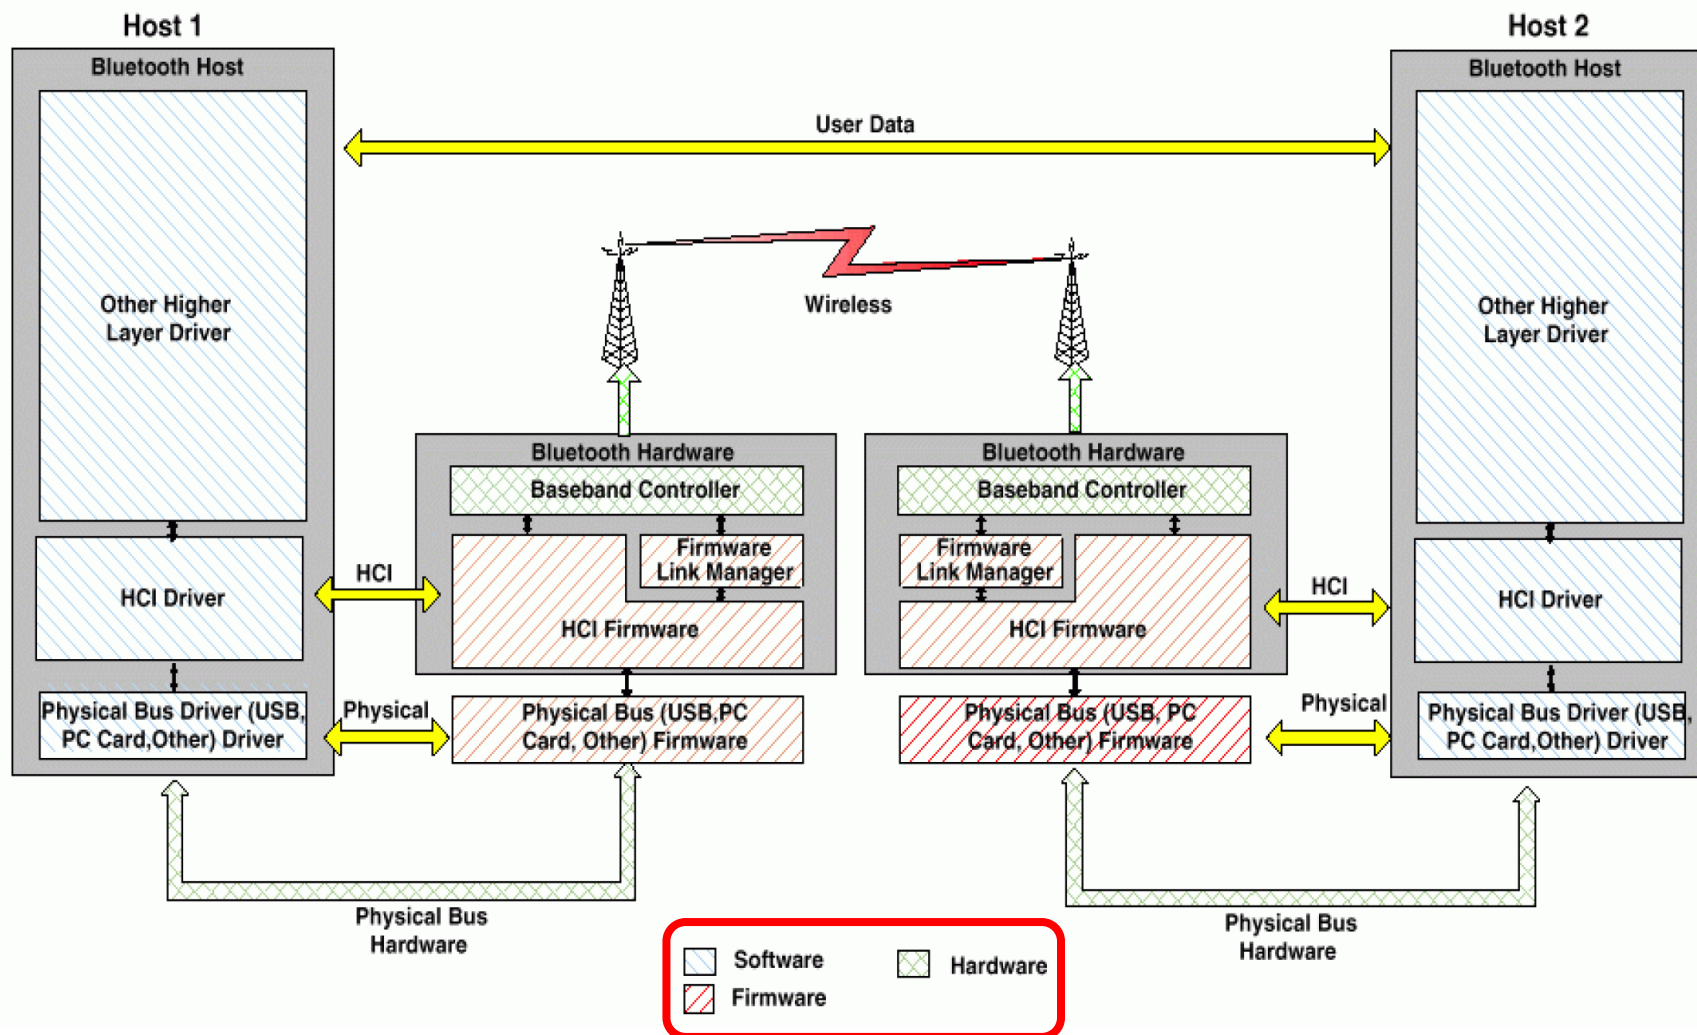 Host 1
Host 2
Bluetooth Host
Bluetooth Host
User Data
Other Higher
Layer Driver
Wireless
Other Higher
Layer Driver
Bluetooth Hardware
Baseband Controller
Firmware
Link Manager
HCI Firmware
Bluetooth Hardware
Baseband Controller
Firmware
Link Manager
HCI Firmware
HCI
HCI
HCI Driver
HCI Driver
Physical Bus Driver (USB,
PC Card,Other) Driver
Physical
Physical Bus (USB,PC
Card, Other) Firmware
Physical Bus (USB, PC
Card, Other) Firmware
Physical
Physical Bus Driver (USB,
PC Card,Other) Driver
Physical Bus
Hardware
Physical Bus
Hardware
Software
Hardware
Firmware